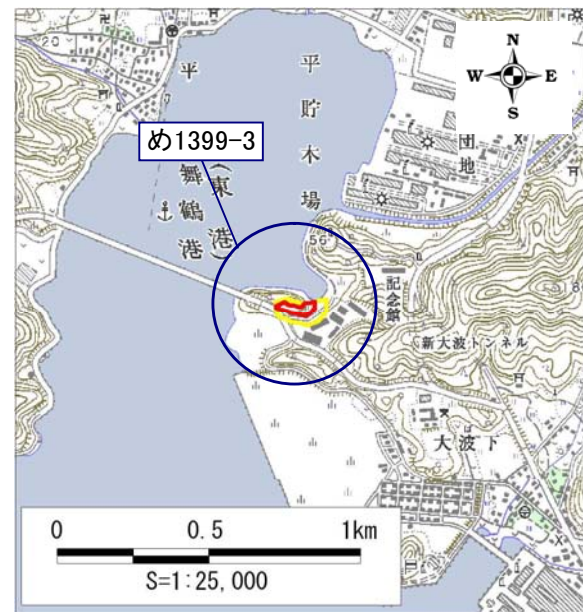 平
平貯木場
N
W
E
S
団地
め1399-3
舞鶴港
(東港)
56
記念館
新大波トンネル
大波下
0 0.5 1km
S=1:25,000